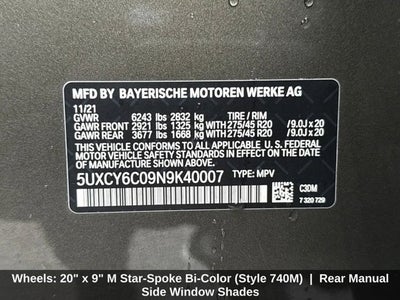 MFD BY BAYERISCHE MOTOREN WERKE AG
11/21
GVWR 6243 lbs 2832 kg TIRE / RIM
GAWR FRONT 2921 lbs 1325 kg WITH 275/45 R20 /9.0J x 20
GAWR REAR 3677 lbs 1668 kg WITH 275/45 R20 /9.0J x 20
THIS VEHICLE CONFORMS TO ALL APPLICABLE U. S. FEDERAL
MOTOR VEHICLE SAFETY AND THEFT PREVENTION STANDARDS
IN EFFECT ON THE DATE OF MANUFACTURE SHOWN ABOVE.
5UXCY6C09N9K40007 TYPE: MPV C3DM
7 320 729
Wheels: 20" x 9" M Star-Spoke Bi-Color (Style 740M) | Rear Manual
Side Window Shades